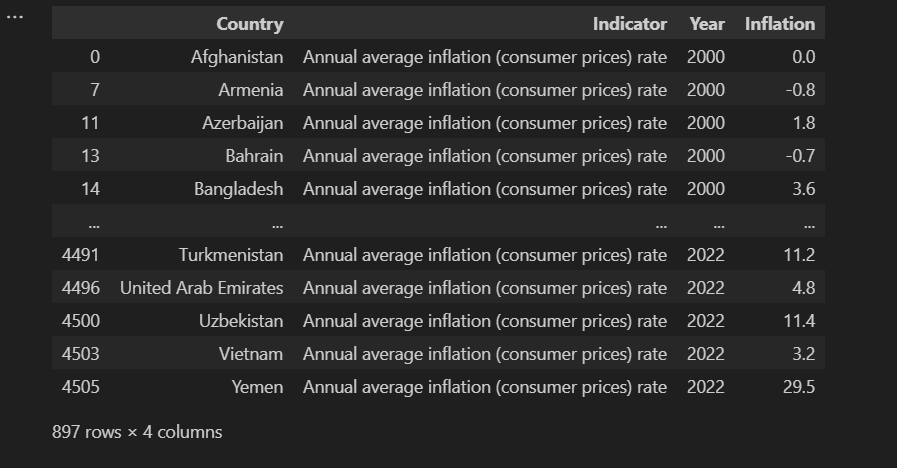 ...
Country Indicator Year Inflation
0 Afghanistan Annual average inflation (consumer prices) rate 2000 0.0
7 Armenia Annual average inflation (consumer prices) rate 2000 -0.8
11 Azerbaijan Annual average inflation (consumer prices) rate 2000 1.8
13 Bahrain Annual average inflation (consumer prices) rate 2000 -0.7
14 Bangladesh Annual average inflation (consumer prices) rate 2000 3.6
... ... ... ... ...
4491 Turkmenistan Annual average inflation (consumer prices) rate 2022 11.2
4496 United Arab Emirates Annual average inflation (consumer prices) rate 2022 4.8
4500 Uzbekistan Annual average inflation (consumer prices) rate 2022 11.4
4503 Vietnam Annual average inflation (consumer prices) rate 2022 3.2
4505 Yemen Annual average inflation (consumer prices) rate 2022 29.5
897 rows × 4 columns